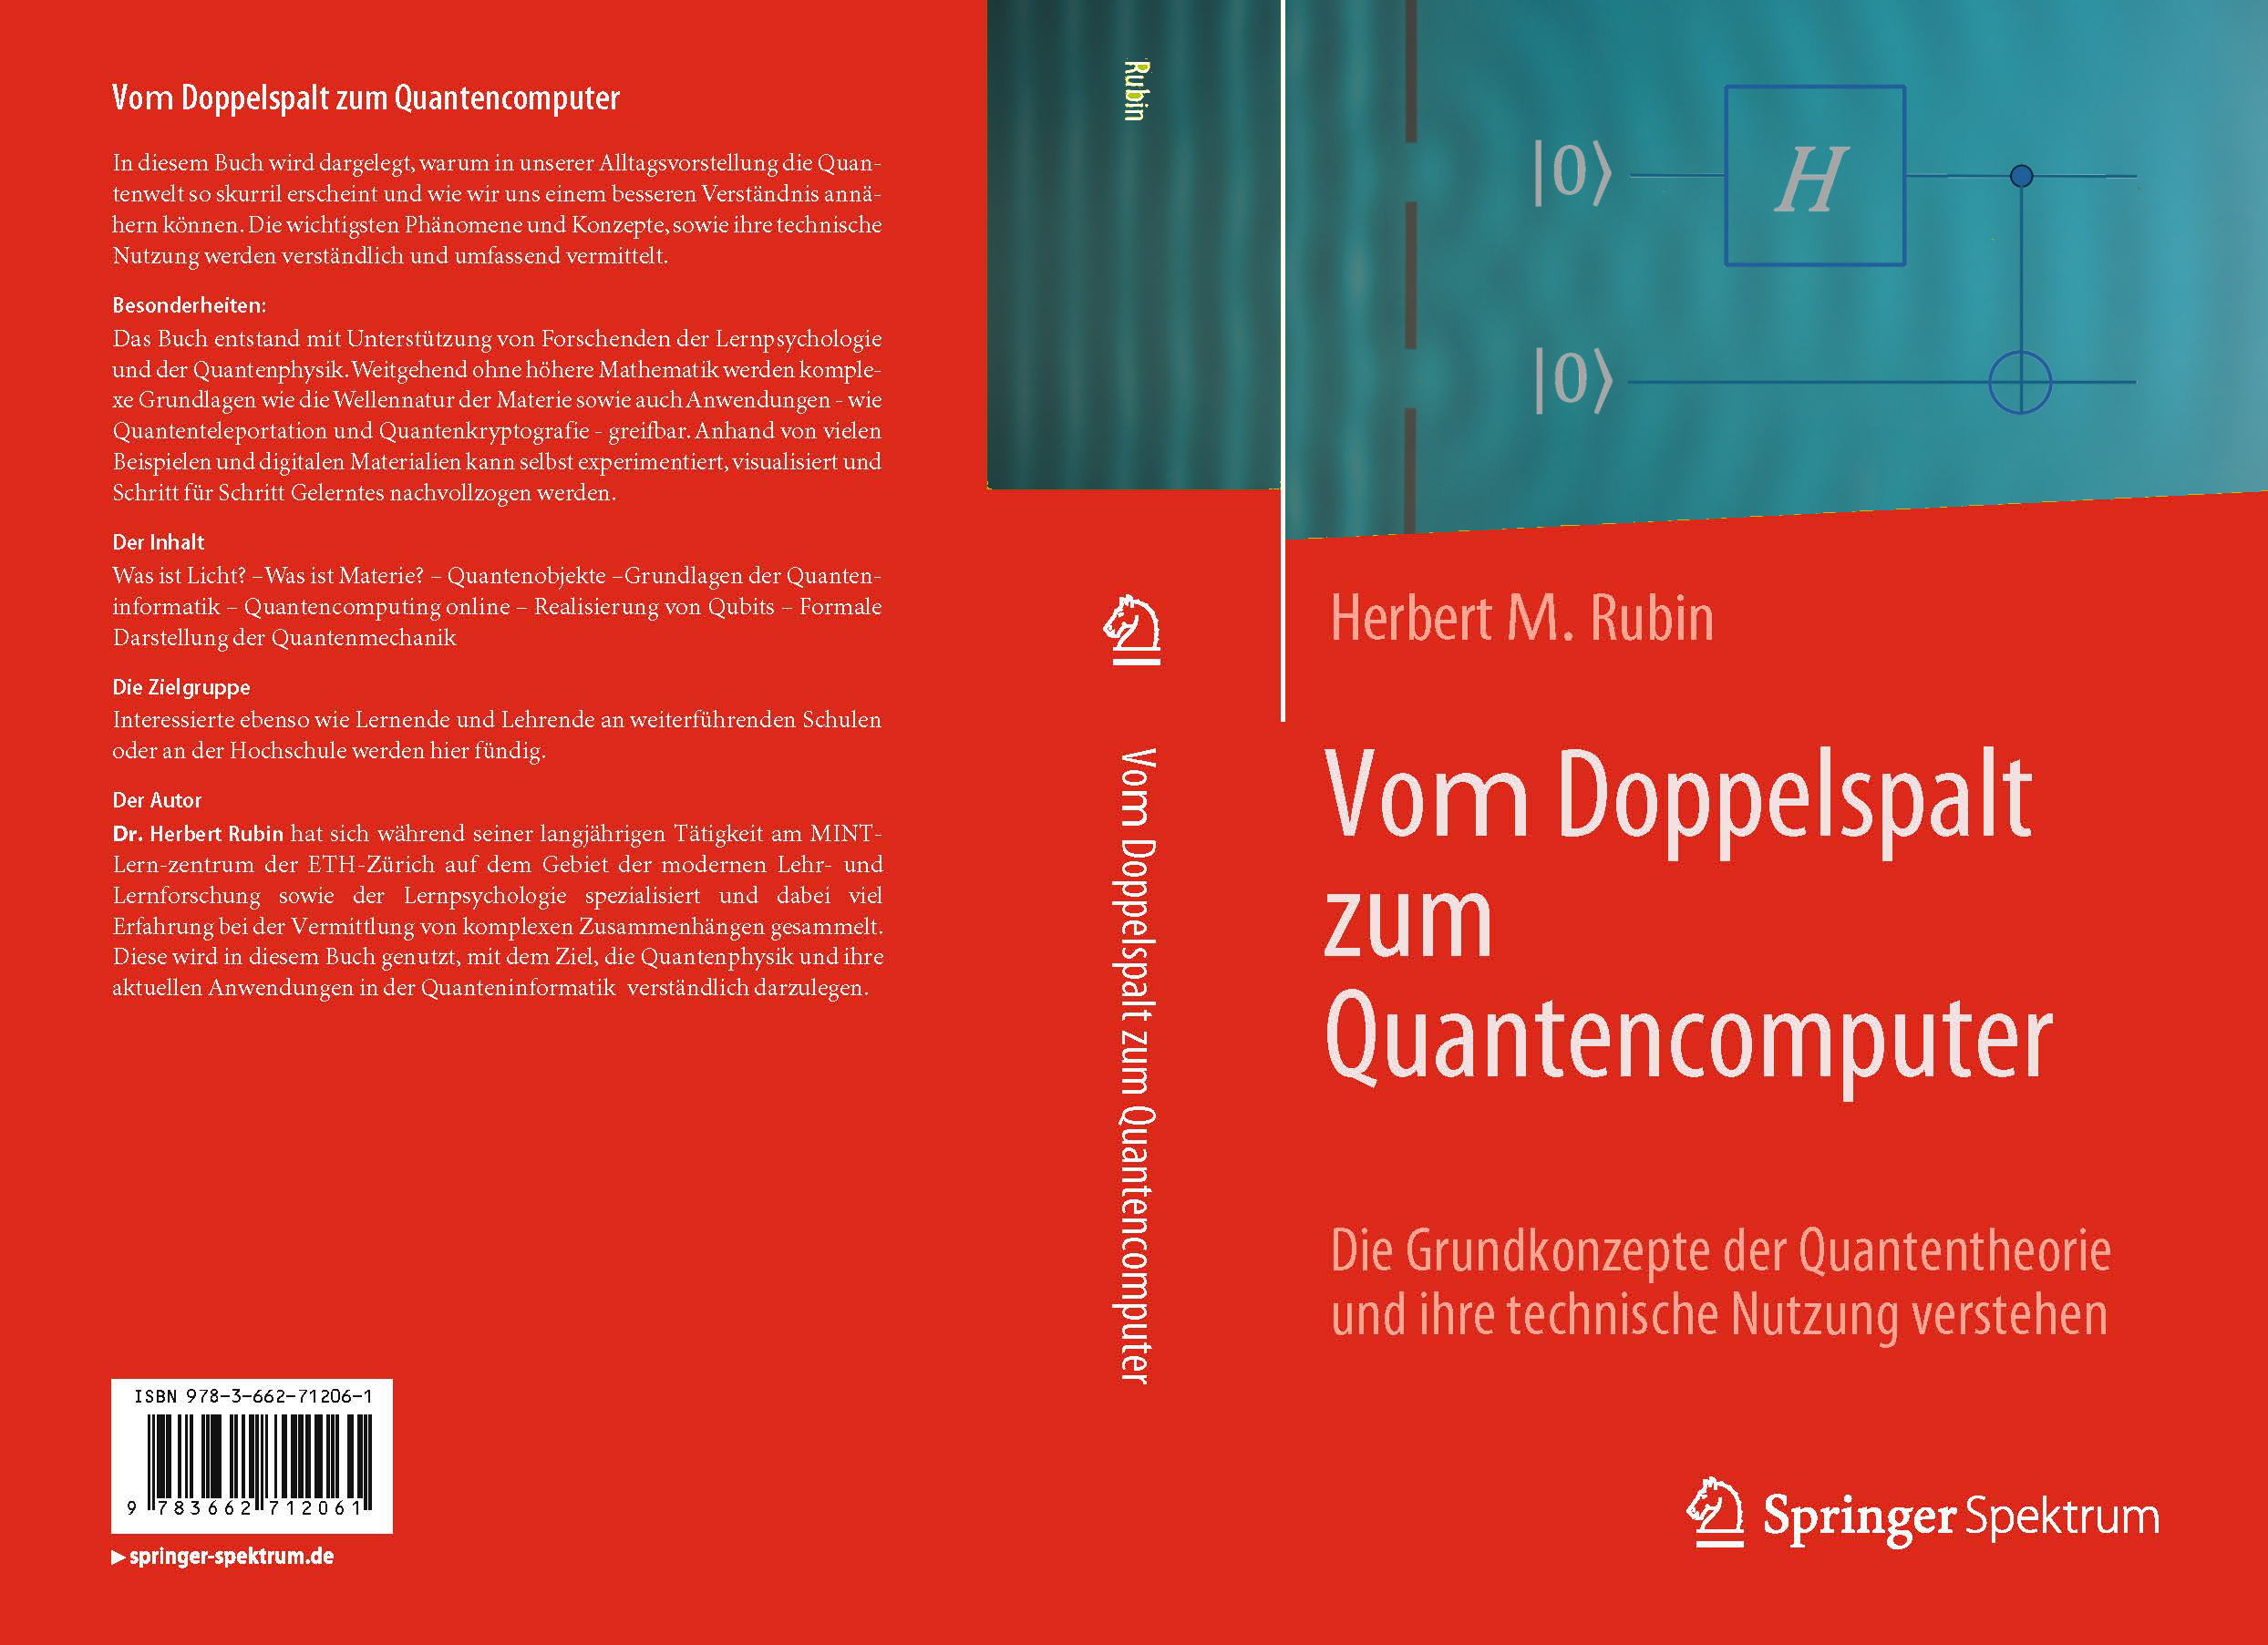 Vom Doppelspalt zum Quantencomputer
In diesem Buch wird dargelegt, warum in unserer Alltagsvorstellung die Quan-
tenwelt so skurril erscheint und wie wir uns einem besseren Verständnis annä-
hern können. Die wichtigsten Phänomene und Konzepte, sowie ihre technische
Nutzung werden verständlich und umfassend vermittelt.
Besonderheiten:
Das Buch entstand mit Unterstützung von Forschenden der Lernpsychologie
und der Quantenphysik. Weitgehend ohne höhere Mathematik werden komple-
xe Grundlagen wie die Wellennatur der Materie sowie auch Anwendungen - wie
Quantenteleportation und Quantenkryptografie - greifbar. Anhand von vielen
Beispielen und digitalen Materialien kann selbst experimentiert, visualisiert und
Schritt für Schritt Gelerntes nachvollzogen werden.
Der Inhalt
Was ist Licht? –Was ist Materie? – Quantenobjekte –Grundlagen der Quanten-
informatik – Quantencomputing online – Realisierung von Qubits – Formale
Darstellung der Quantenmechanik
Die Zielgruppe
Interessierte ebenso wie Lernende und Lehrende an weiterführenden Schulen
oder an der Hochschule werden hier fündig.
Der Autor
Dr. Herbert Rubin hat sich während seiner langjährigen Tätigkeit am MINT-
Lern-zentrum der ETH-Zürich auf dem Gebiet der modernen Lehr- und
Lernforschung sowie der Lernpsychologie spezialisiert und dabei viel
Erfahrung bei der Vermittlung von komplexen Zusammenhängen gesammelt.
Diese wird in diesem Buch genutzt, mit dem Ziel, die Quantenphysik und ihre
aktuellen Anwendungen in der Quanteninformatik verständlich darzulegen.
ISBN 978-3-662-71206-1
9 783662 712061
▶ springer-spektrum.de
Rubin
Vom Doppelspalt zum Quantencomputer
|0⟩ H
|0⟩
Herbert M. Rubin
Vom Doppelspalt
zum
Quantencomputer
Die Grundkonzepte der Quantentheorie
und ihre technische Nutzung verstehen
Springer Spektrum